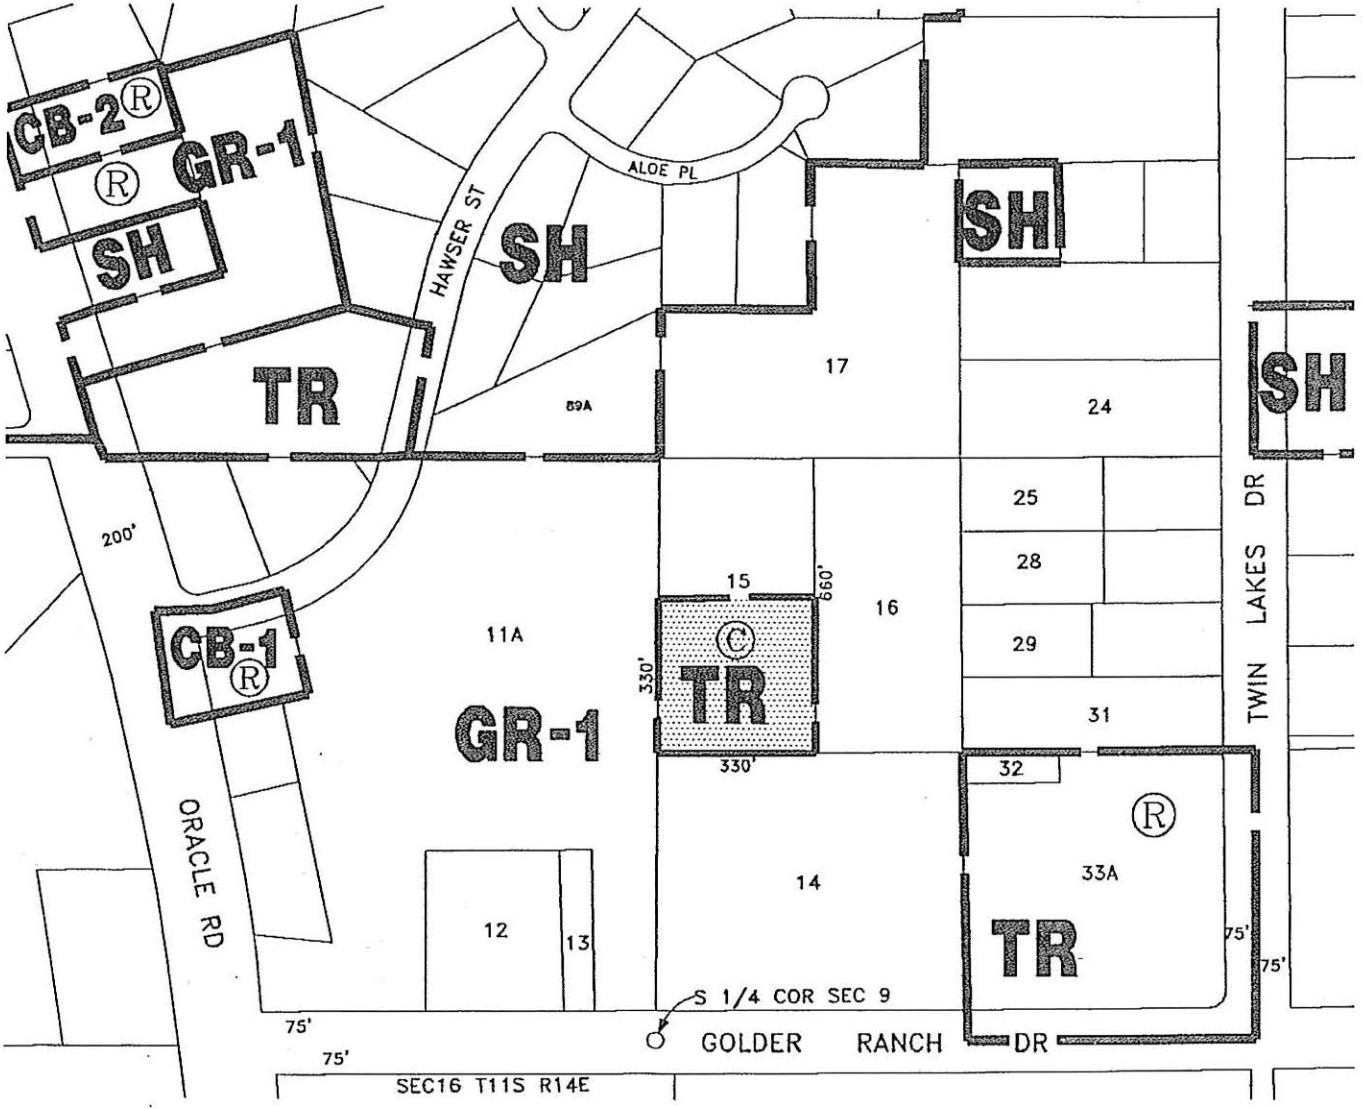 CB-2
R
GR-1
R
SH
HAWSER ST
ALOE PL
SH
SH
SH
TR
89A
17
24
200'
25
TWIN LAKES DR
28
15
660'
16
29
CB-1
R
11A
330'
C
TR
31
GR-1
330'
32
R
ORACLE RD
14
33A
12
13
TR
75'
75'
S 1/4 COR SEC 9
75'
GOLDER RANCH DR
75'
SEC16 T11S R14E